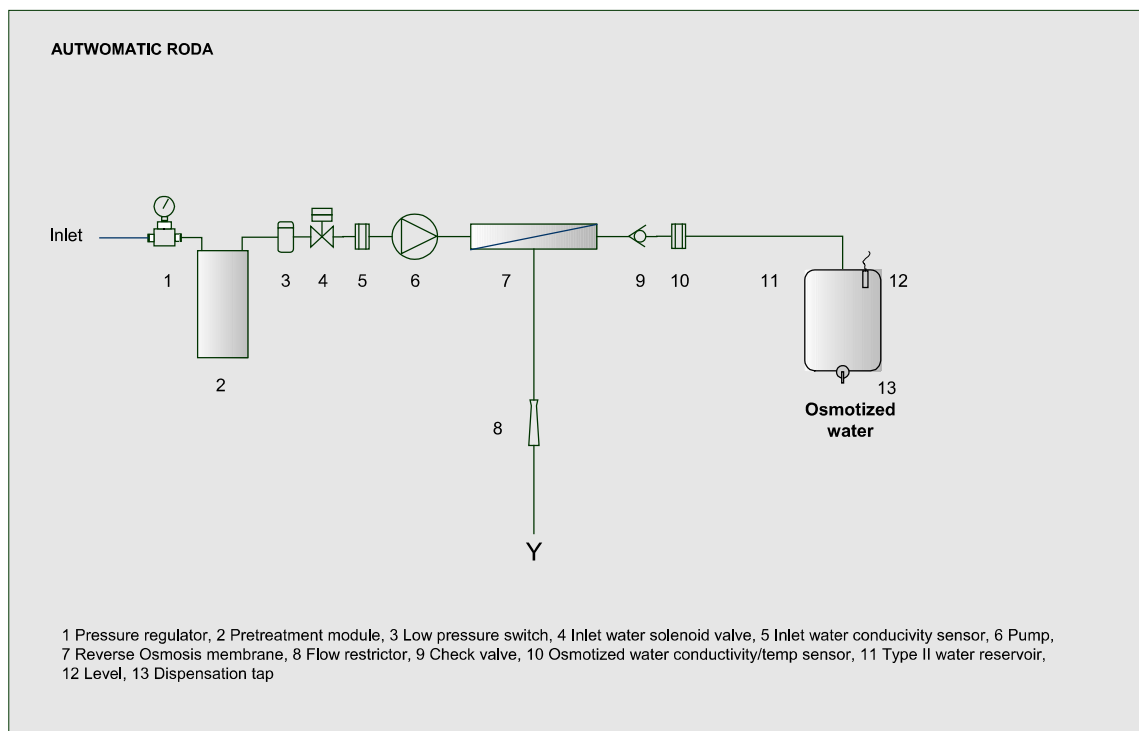 AUTWOMATIC RODA
Inlet
1
2
3
4
5
6
7
8
9
10
11
12
13
Osmotized
water
Y
1 Pressure regulator, 2 Pretreatment module, 3 Low pressure switch, 4 Inlet water solenoid valve, 5 Inlet water conducivity sensor, 6 Pump,
7 Reverse Osmosis membrane, 8 Flow restrictor, 9 Check valve, 10 Osmotized water conductivity/temp sensor, 11 Type II water reservoir,
12 Level, 13 Dispensation tap